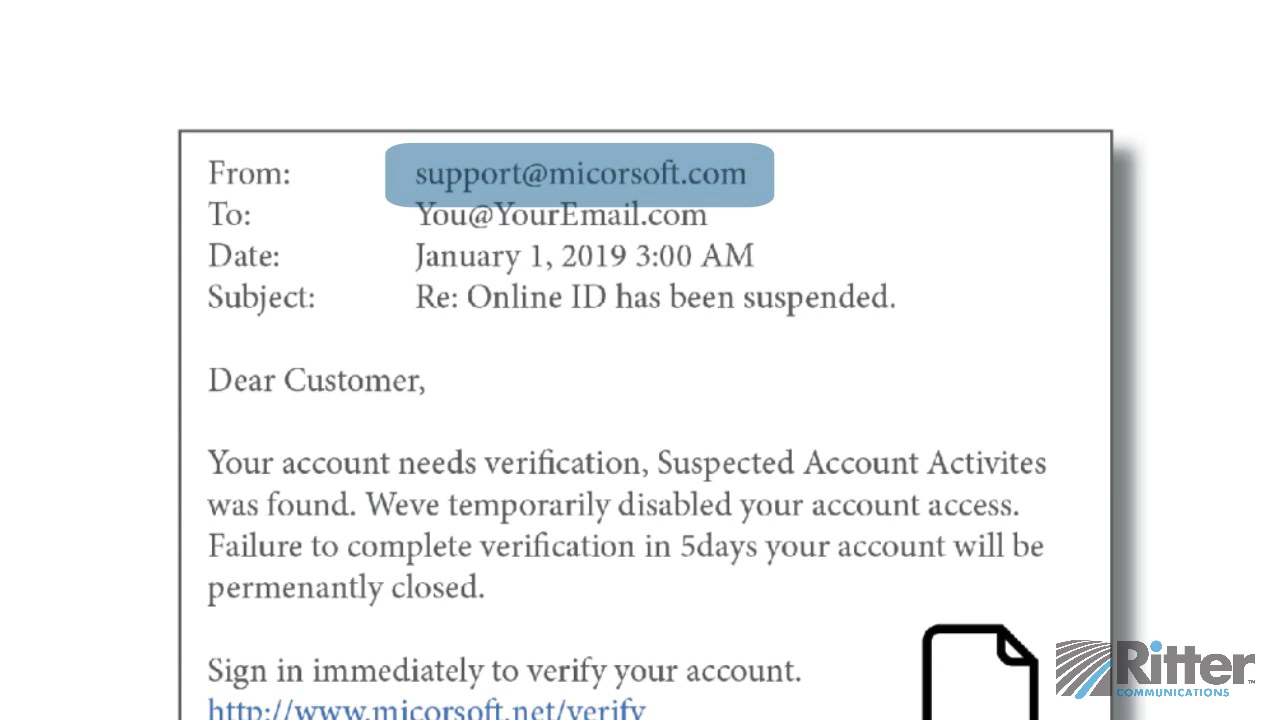 From: support@micorsoft.com
To: You@YourEmail.com
Date: January 1, 2019 3:00 AM
Subject: Re: Online ID has been suspended.
Dear Customer,
Your account needs verification, Suspected Account Activites
was found. Weve temporarily disabled your account access.
Failure to complete verification in 5days your account will be
permenantly closed.
Sign in immediately to verify your account.
http://www.micorsoft.net/verify
Ritter™
COMMUNICATIONS